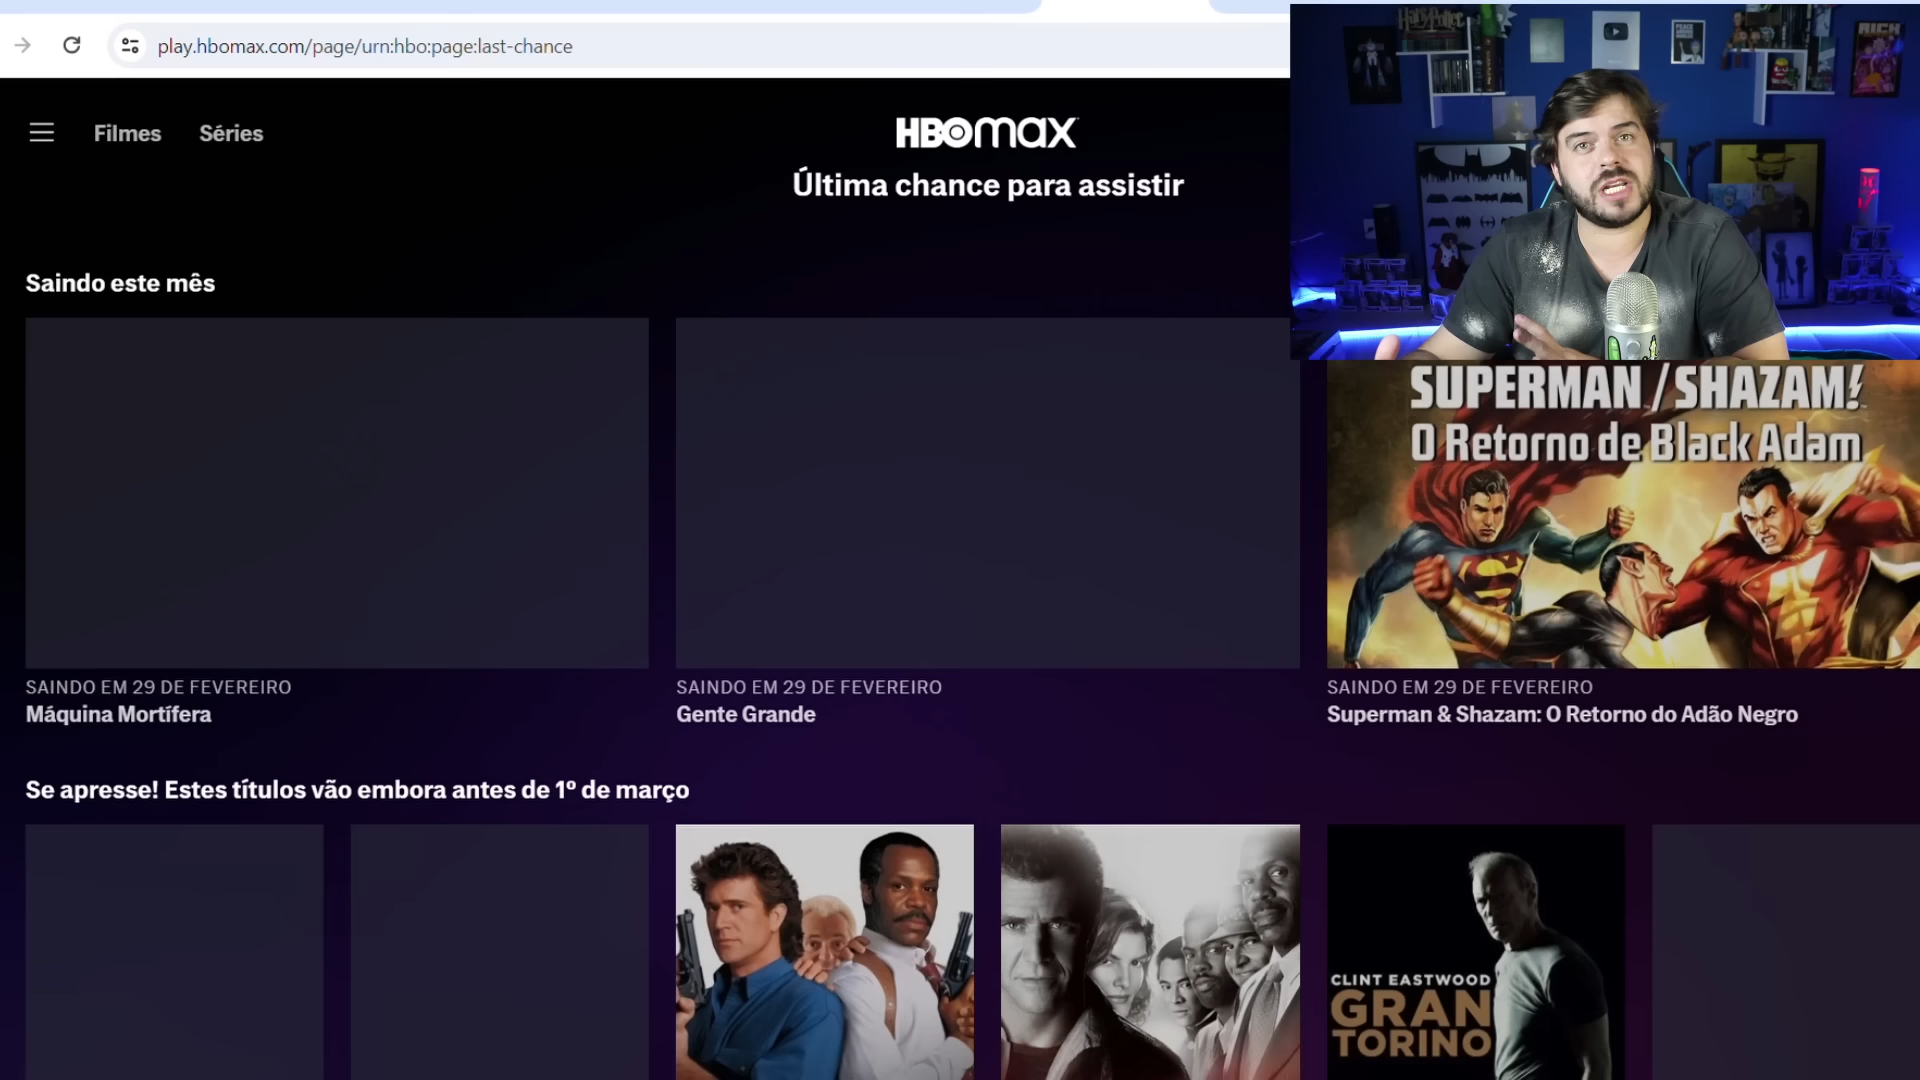 play.hbomax.com/page/urn:hbo:page:last-chance
Filmes
Séries
HBOMAX
Última chance para assistir
Harry Potter
RICH
Saindo este mês
SUPERMAN / SHAZAM!
O Retorno de Black Adam
SAINDO EM 29 DE FEVEREIRO
Máquina Mortífera
SAINDO EM 29 DE FEVEREIRO
Gente Grande
SAINDO EM 29 DE FEVEREIRO
Superman & Shazam: O Retorno do Adão Negro
Se apresse! Estes títulos vão embora antes de 1º de março
CLINT EASTWOOD
GRAN
TORINO